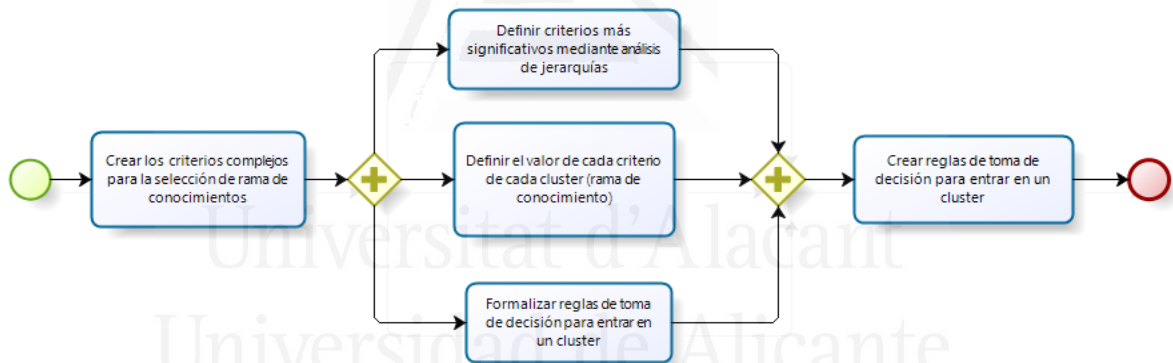 Definir criterios más
significativos mediante análisis
de jerarquías
Crear los criterios complejos
para la selección de rama de
conocimientos
Definir el valor de cada criterio
de cada cluster (rama de
conocimiento)
Crear reglas de toma de
decisión para entrar en un
cluster
Formalizar reglas de toma
de decisión para entrar en
un cluster
Universitat d'Alacant
Universidad de Alicante